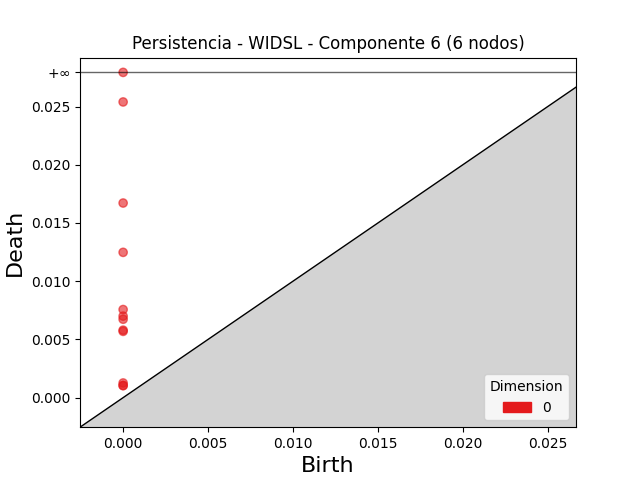 Persistencia - WIDSL - Componente 6 (6 nodos)
+∞
0.025
0.020
0.015
0.010
0.005
0.000
Death
Dimension
0
0.000 0.005 0.010 0.015 0.020 0.025
Birth